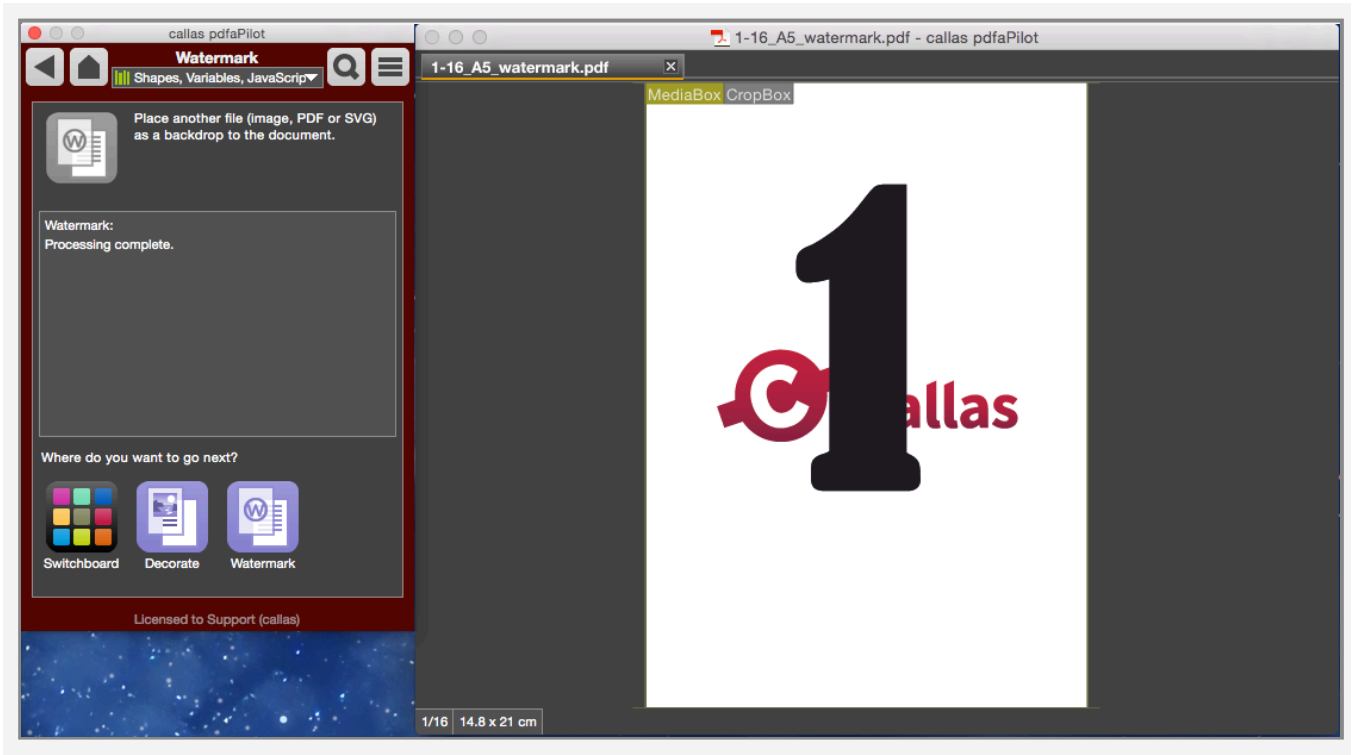 callas pdfaPilot
Watermark
Shapes, Variables, JavaScrip
Place another file (image, PDF or SVG)
as a backdrop to the document.
Watermark:
Processing complete.
Where do you want to go next?
Switchboard Decorate Watermark
Licensed to Support (callas)
1-16_A5_watermark.pdf - callas pdfaPilot
1-16_A5_watermark.pdf
MediaBox CropBox
1
C allas
1/16 14.8 x 21 cm